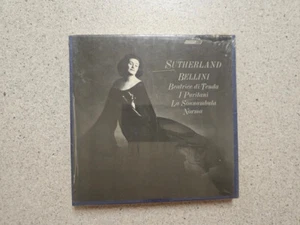 SUTHERLAND
BELLINI
Beatrice di Tenda
I Puritani
La Sonnambula
Norma